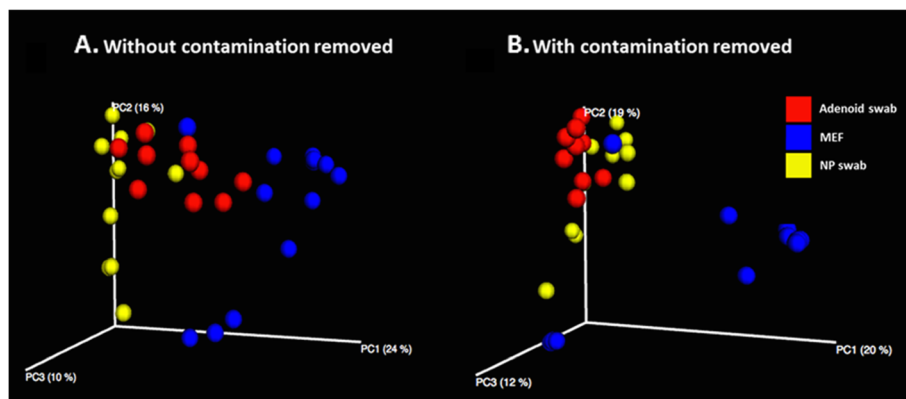 A. Without contamination removed
B. With contamination removed
PC2 (16 %)
PC1 (24 %)
PC3 (10 %)
PC2 (19 %)
PC1 (20 %)
PC3 (12 %)
Adenoid swab
MEF
NP swab